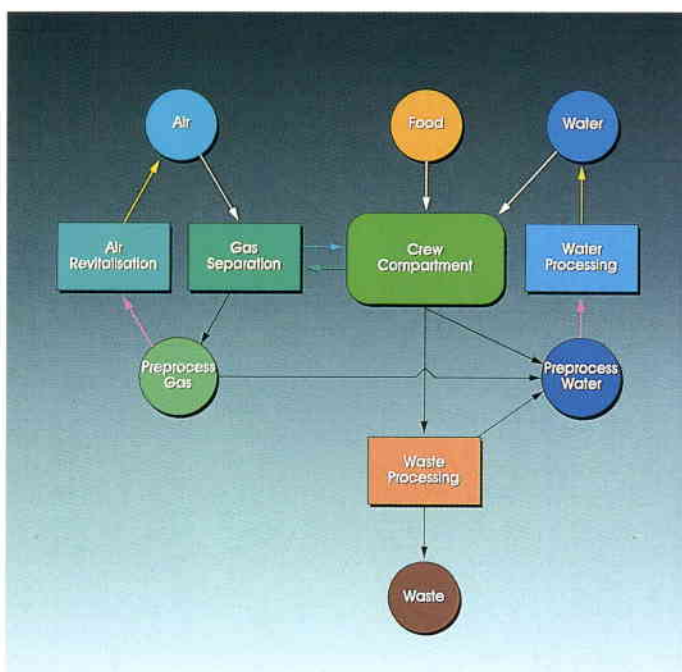 Air
Food
Water
Air
Revitalisation
Gas
Separation
Crew
Compartment
Water
Processing
Preprocess
Gas
Preprocess
Water
Waste
Processing
Waste